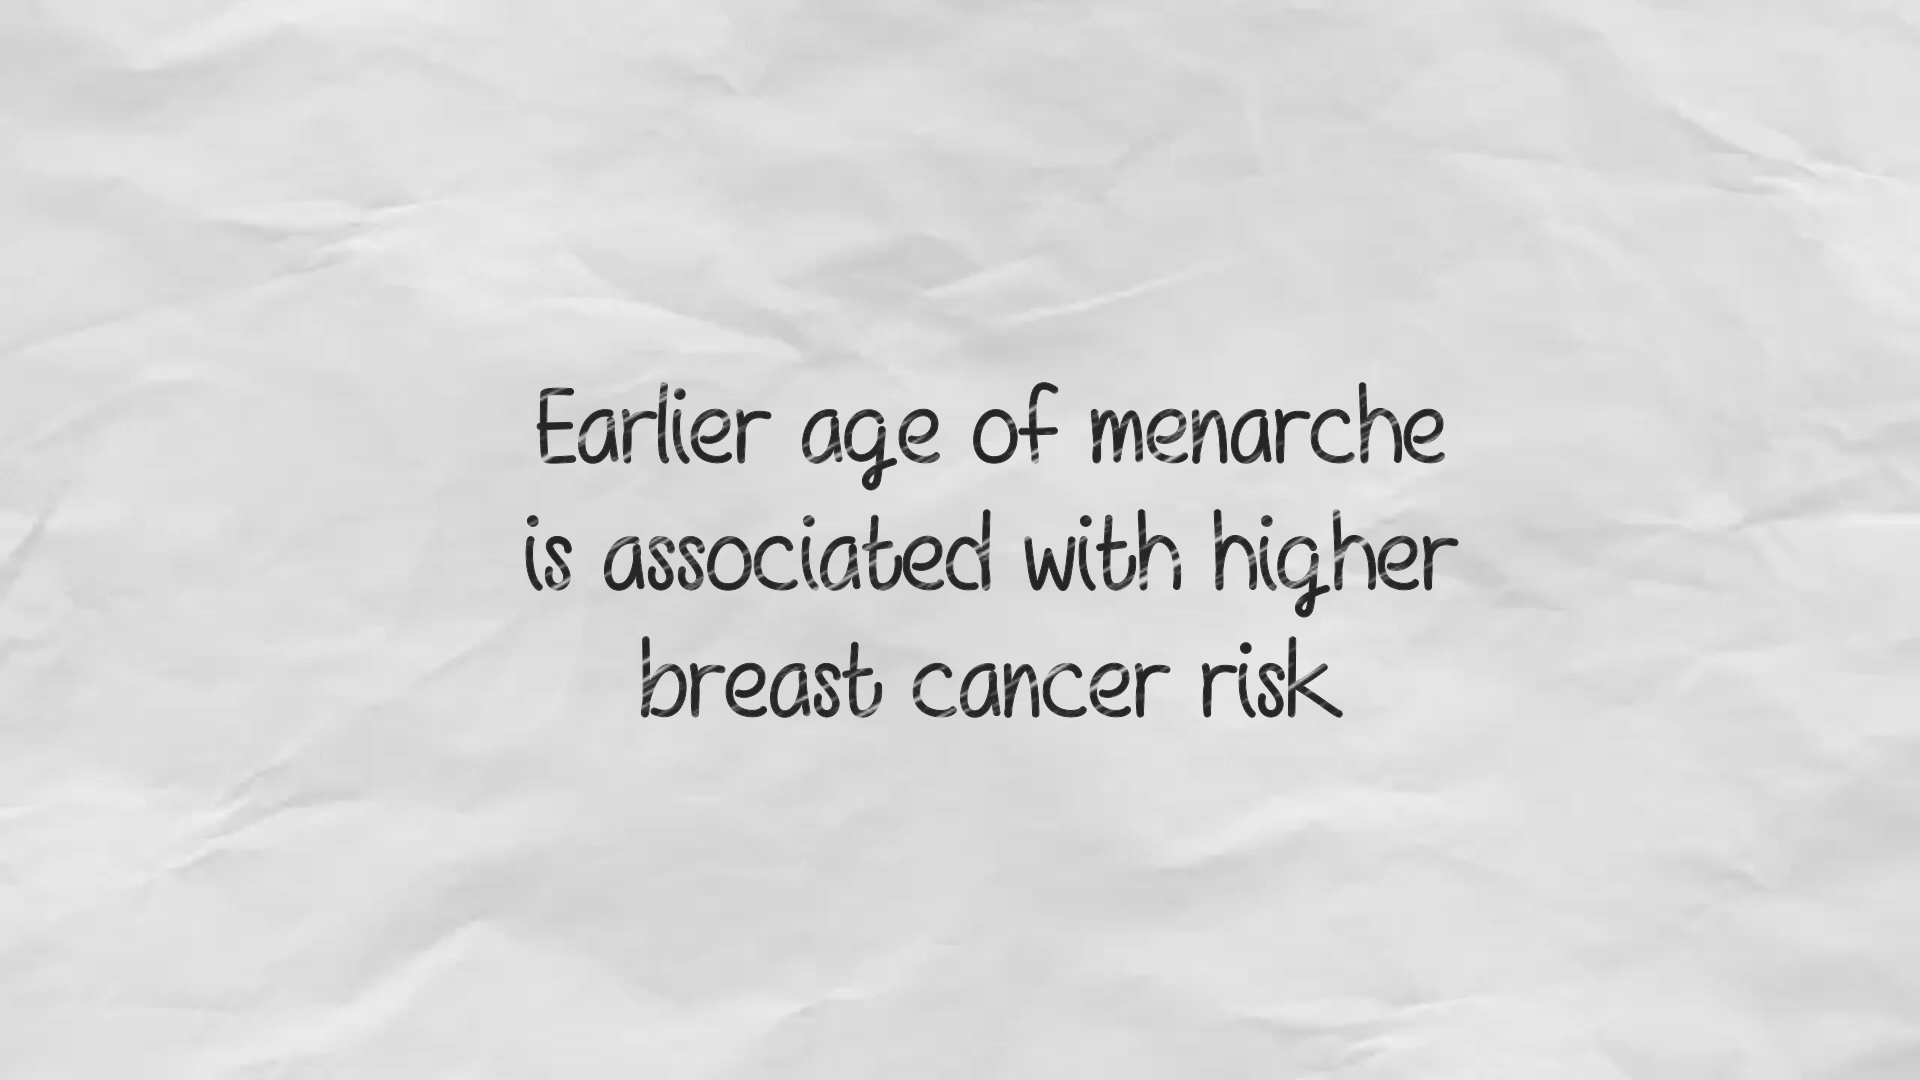 Earlier age of menarche
is associated with higher
breast cancer risk